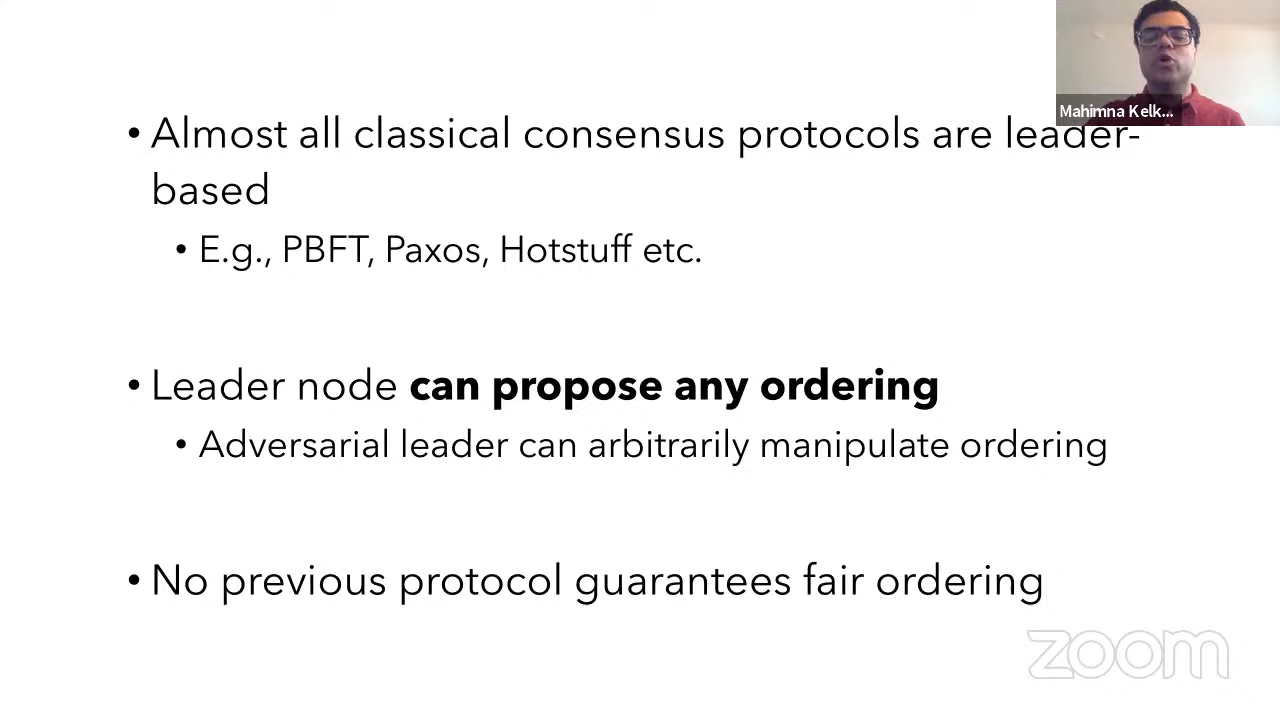 Mahimna Kelk...
• Almost all classical consensus protocols are leader-
based
• E.g., PBFT, Paxos, Hotstuff etc.
• Leader node can propose any ordering
• Adversarial leader can arbitrarily manipulate ordering
• No previous protocol guarantees fair ordering
zoom